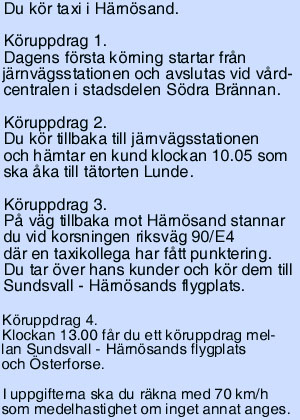 Du kör taxi i Härnösand.
Köruppdrag 1.
Dagens första körning startar från
järnvägsstationen och avslutas vid vård-
centralen i stadsdelen Södra Brännan.
Köruppdrag 2.
Du kör tillbaka till järnvägsstationen
och hämtar en kund klockan 10.05 som
ska åka till tätorten Lunde.
Köruppdrag 3.
På väg tillbaka mot Härnösand stannar
du vid korsningen riksväg 90/E4
där en taxikollega har fått punktering.
Du tar över hans kunder och kör dem till
Sundsvall - Härnösands flygplats.
Köruppdrag 4.
Klockan 13.00 får du ett köruppdrag mel-
lan Sundsvall - Härnösands flygplats
och Österforse.
I uppgifterna ska du räkna med 70 km/h
som medelhastighet om inget annat anges.